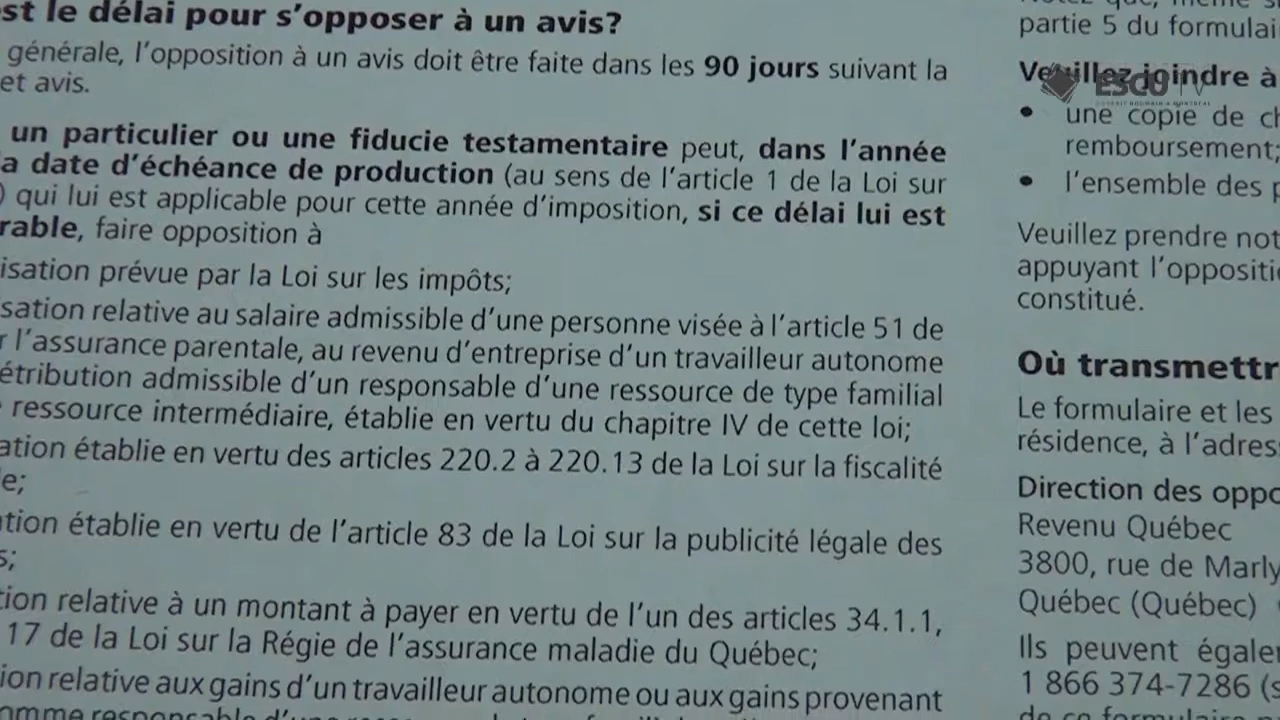 est le délai pour s'opposer à un avis?
générale, l'opposition à un avis doit être faite dans les 90 jours suivant la
et avis.
un particulier ou une fiducie testamentaire peut, dans l'année
la date d'échéance de production (au sens de l'article 1 de la Loi sur
) qui lui est applicable pour cette année d'imposition, si ce délai lui est
rable, faire opposition à
isation prévue par la Loi sur les impôts;
sation relative au salaire admissible d'une personne visée à l'article 51 de
r l'assurance parentale, au revenu d'entreprise d'un travailleur autonome
étribution admissible d'un responsable d'une ressource de type familial
ressource intermédiaire, établie en vertu du chapitre IV de cette loi;
ation établie en vertu des articles 220.2 à 220.13 de la Loi sur la fiscalité
e;
ation établie en vertu de l'article 83 de la Loi sur la publicité légale des
s;
tion relative à un montant à payer en vertu de l'un des articles 34.1.1,
17 de la Loi sur la Régie de l'assurance maladie du Québec;
ion relative aux gains d'un travailleur autonome ou aux gains provenant
partie 5 du formulai
Veuillez joindre à
• une copie de ch
remboursement;
• l'ensemble des p
Veuillez prendre not
appuyant l'oppositio
constitué.
Où transmettr
Le formulaire et les
résidence, à l'adres
Direction des oppo
Revenu Québec
3800, rue de Marly
Québec (Québec)
Ils peuvent égaler
1 866 374-7286 (s
ESCU TV